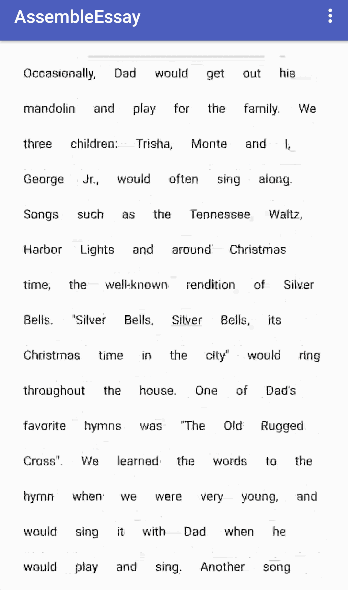 AssembleEssay
Occasionally, Dad would get out his
mandolin and play for the family. We
three children: Trisha, Monte and I,
George Jr., would often sing along.
Songs such as the Tennessee Waltz,
Harbor Lights and around Christmas
time, the well-known rendition of Silver
Bells. "Silver Bells, Silver Bells, its
Christmas time in the city" would ring
throughout the house. One of Dad's
favorite hymns was "The Old Rugged
Cross". We learned the words to the
hymn when we were very young, and
would sing it with Dad when he
would play and sing. Another song